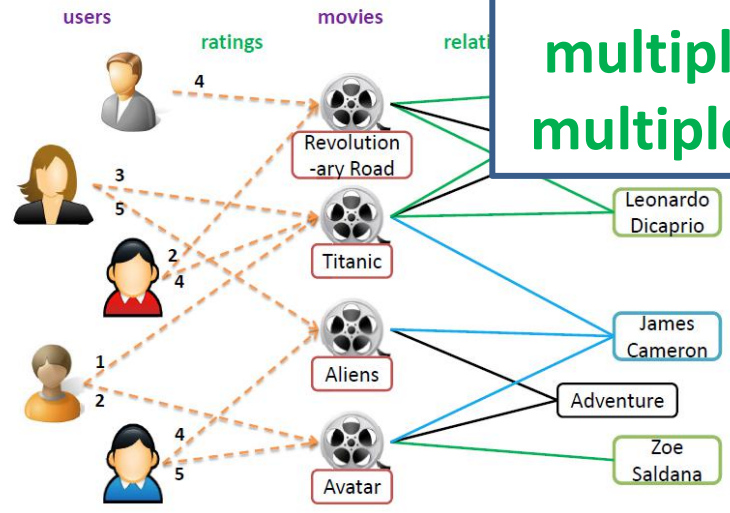 users
movies
ratings
relati
multipl
multiple
4
Revolution
-ary Road
3
5
Leonardo
Dicaprio
2
4
Titanic
James
Cameron
1
2
Aliens
Adventure
4
5
Avatar
Zoe
Saldana